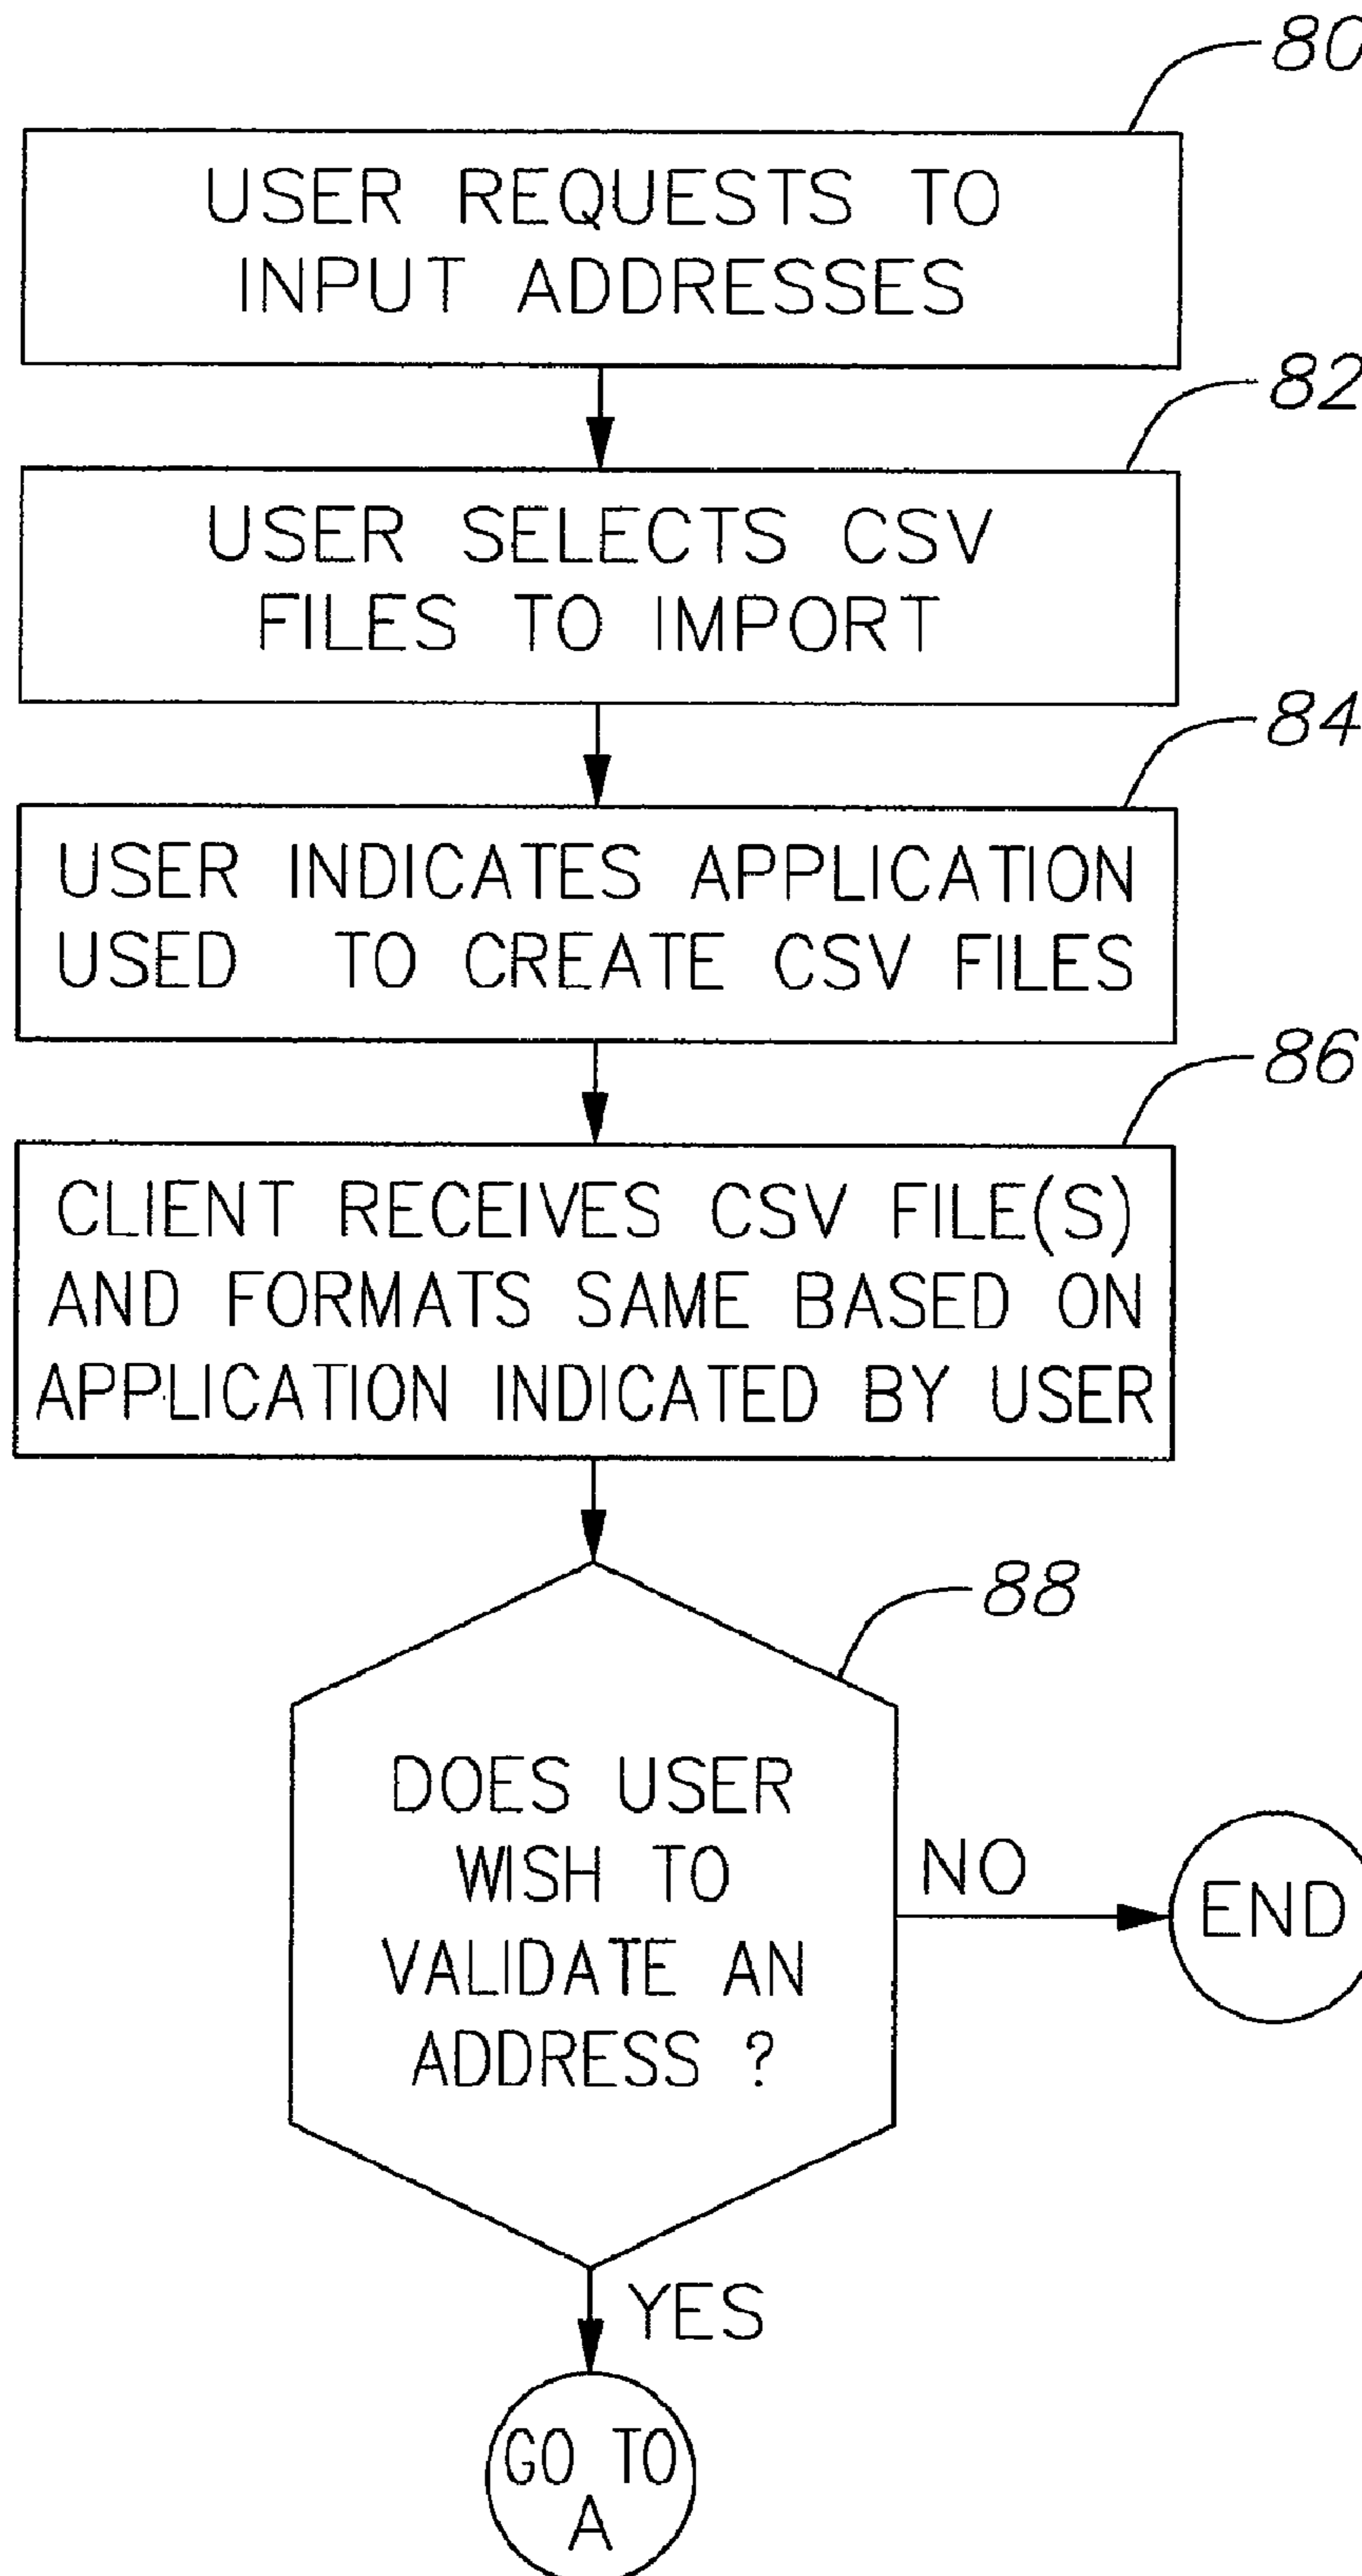 80
USER REQUESTS TO
INPUT ADDRESSES
82
USER SELECTS CSV
FILES TO IMPORT
84
USER INDICATES APPLICATION
USED TO CREATE CSV FILES
86
CLIENT RECEIVES CSV FILE(S)
AND FORMATS SAME BASED ON
APPLICATION INDICATED BY USER
88
DOES USER
WISH TO
VALIDATE AN
ADDRESS ?
NO
END
YES
GO TO
A